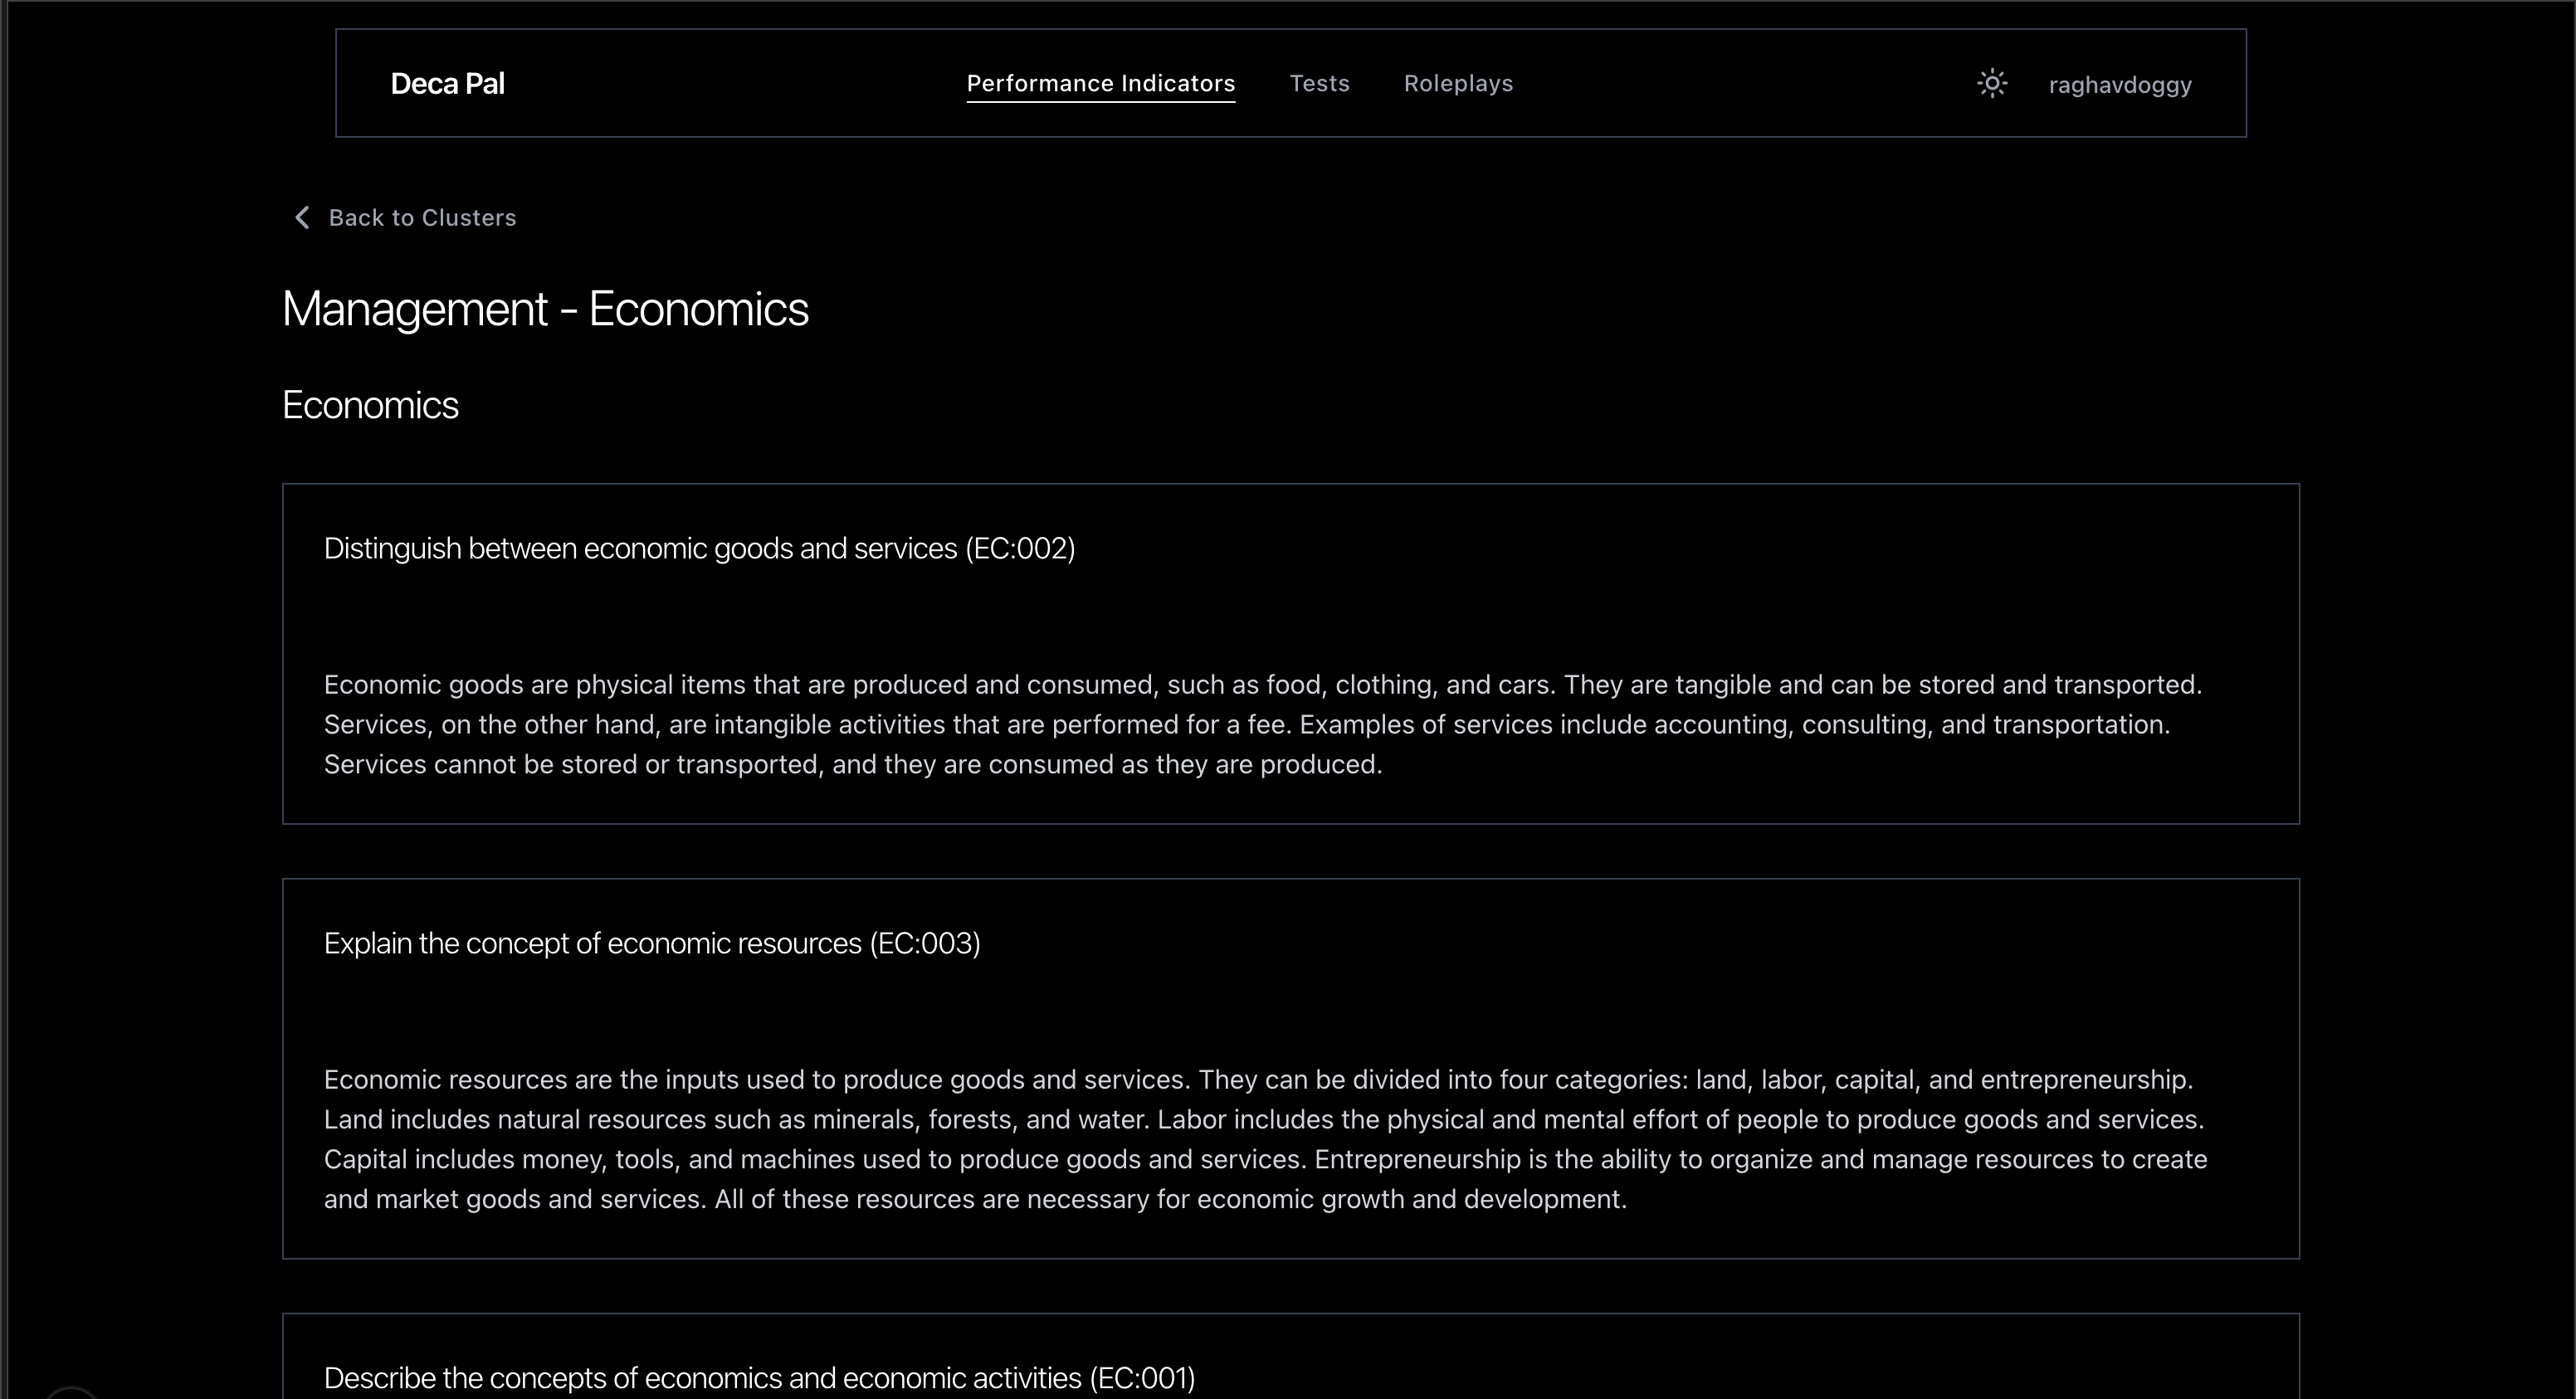 Deca Pal
Performance Indicators
Tests
Roleplays
raghavdoggy
Back to Clusters
Management - Economics
Economics
Distinguish between economic goods and services (EC:002)
Economic goods are physical items that are produced and consumed, such as food, clothing, and cars. They are tangible and can be stored and transported.
Services, on the other hand, are intangible activities that are performed for a fee. Examples of services include accounting, consulting, and transportation.
Services cannot be stored or transported, and they are consumed as they are produced.
Explain the concept of economic resources (EC:003)
Economic resources are the inputs used to produce goods and services. They can be divided into four categories: land, labor, capital, and entrepreneurship.
Land includes natural resources such as minerals, forests, and water. Labor includes the physical and mental effort of people to produce goods and services.
Capital includes money, tools, and machines used to produce goods and services. Entrepreneurship is the ability to organize and manage resources to create
and market goods and services. All of these resources are necessary for economic growth and development.
Describe the concepts of economics and economic activities (EC:001)